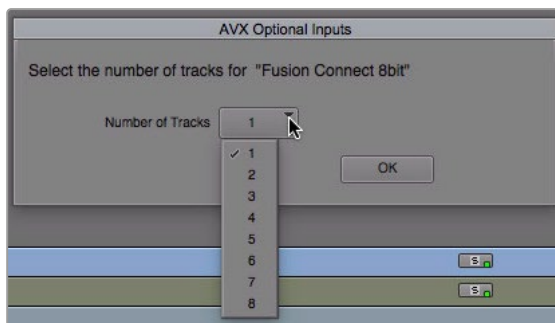 AVX Optional Inputs
Select the number of tracks for "Fusion Connect 8bit"
Number of Tracks 1
✓ 1
2
3
4
5
6
7
8
OK
S
S